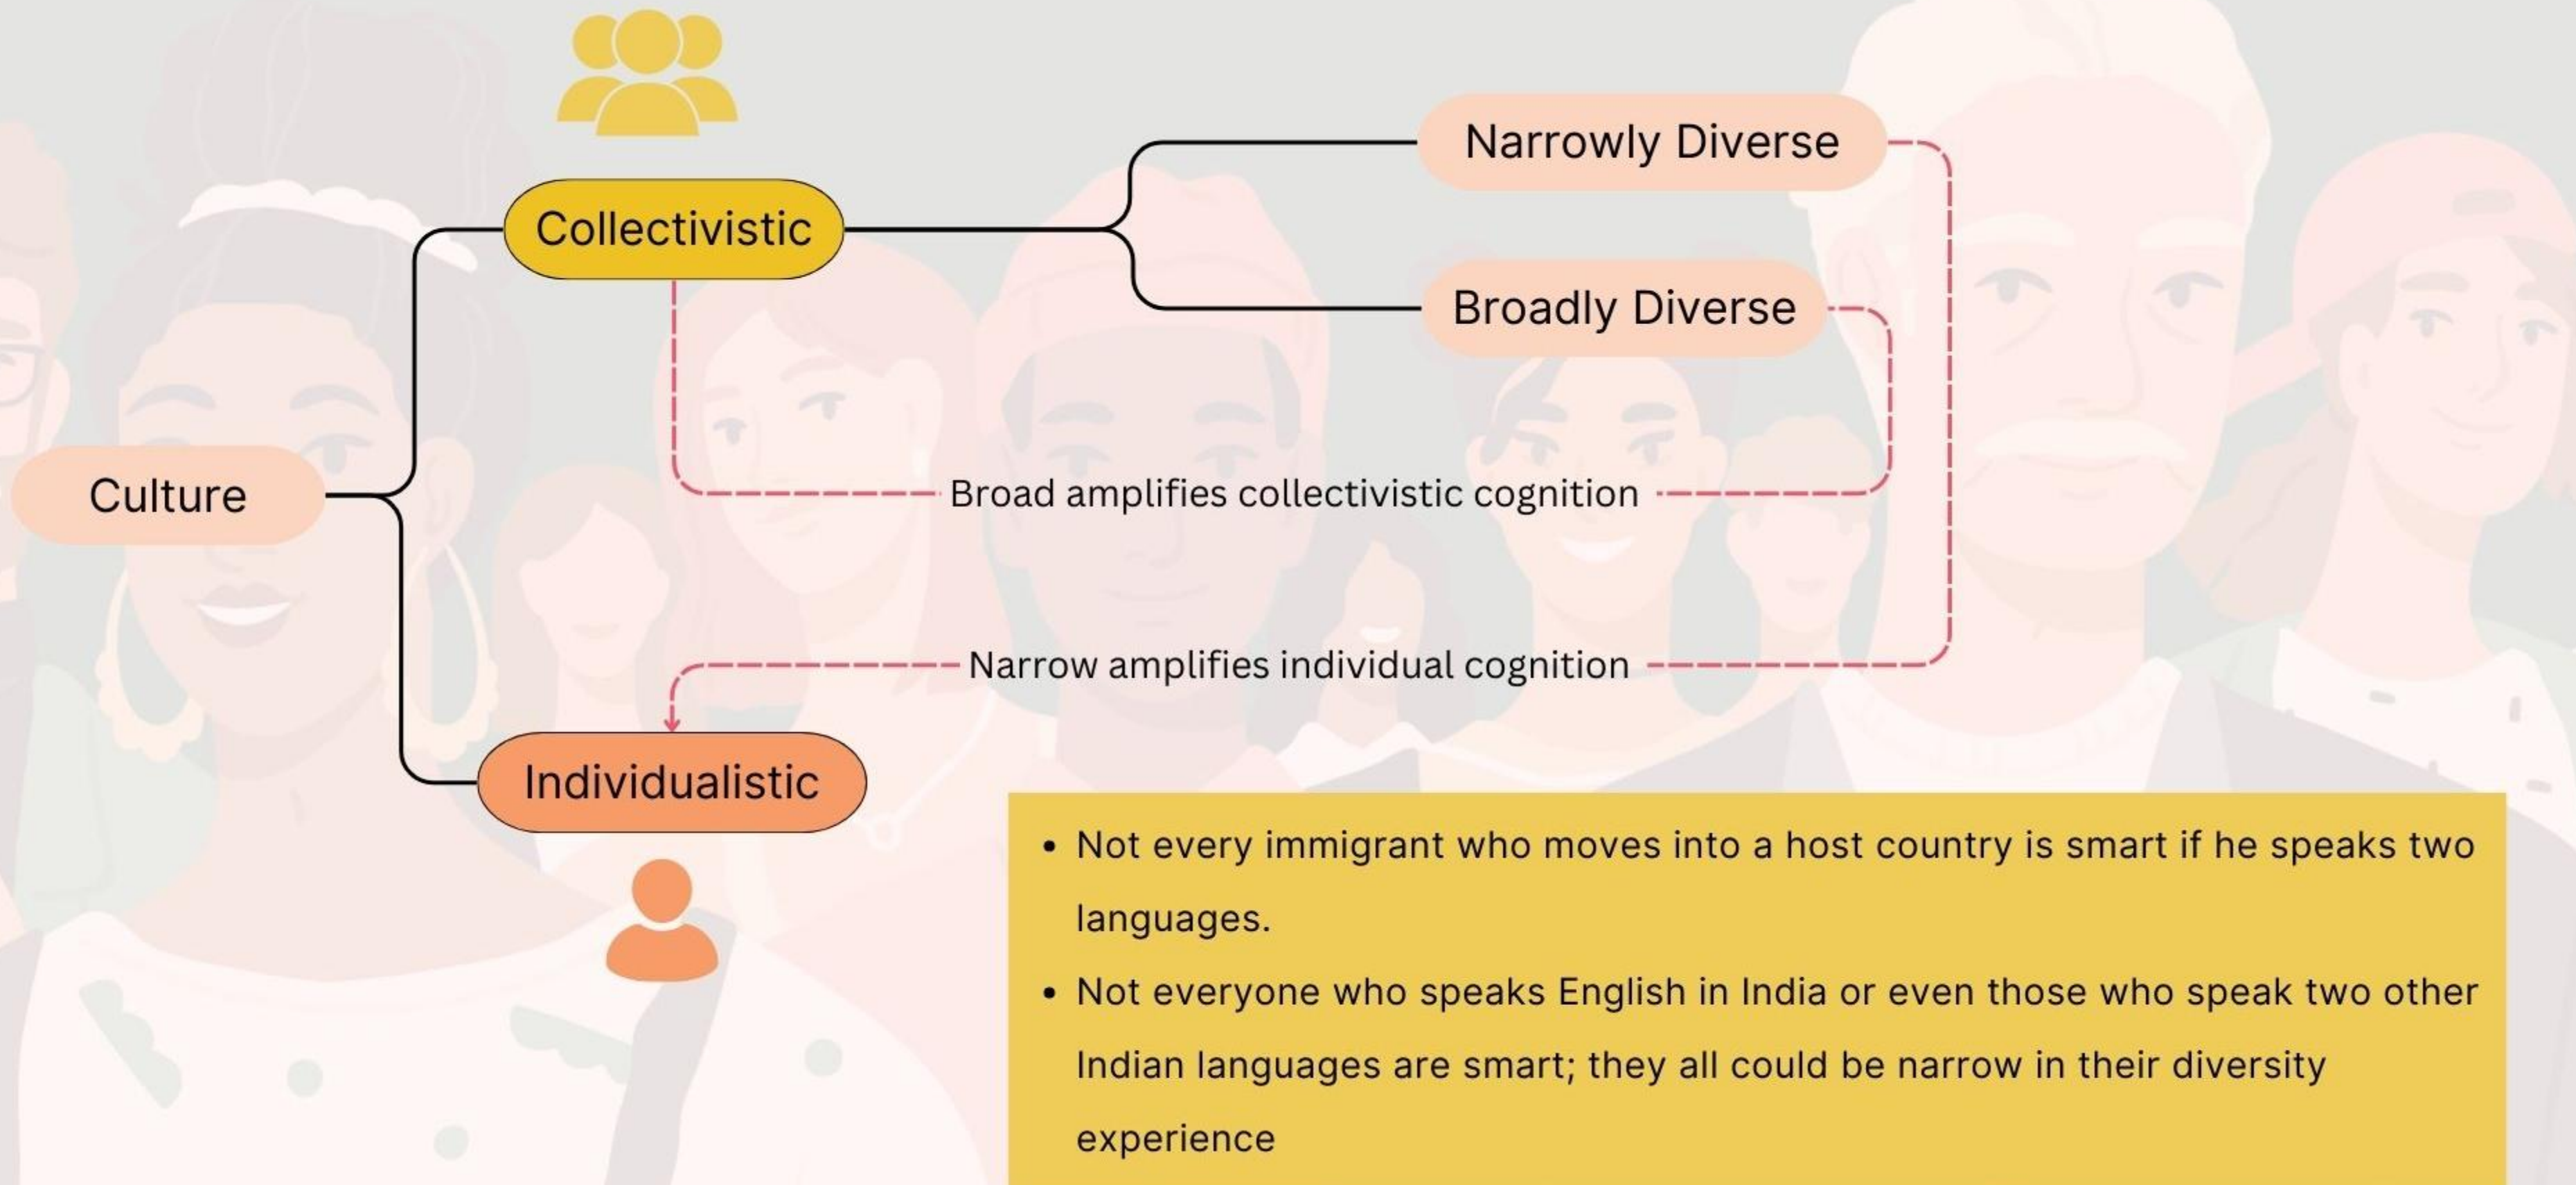 Narrowly Diverse
Collectivistic
Broadly Diverse
Culture
Broad amplifies collectivistic cognition
Narrow amplifies individual cognition
Individualistic
• Not every immigrant who moves into a host country is smart if he speaks two
languages.
• Not everyone who speaks English in India or even those who speak two other
Indian languages are smart; they all could be narrow in their diversity
experience